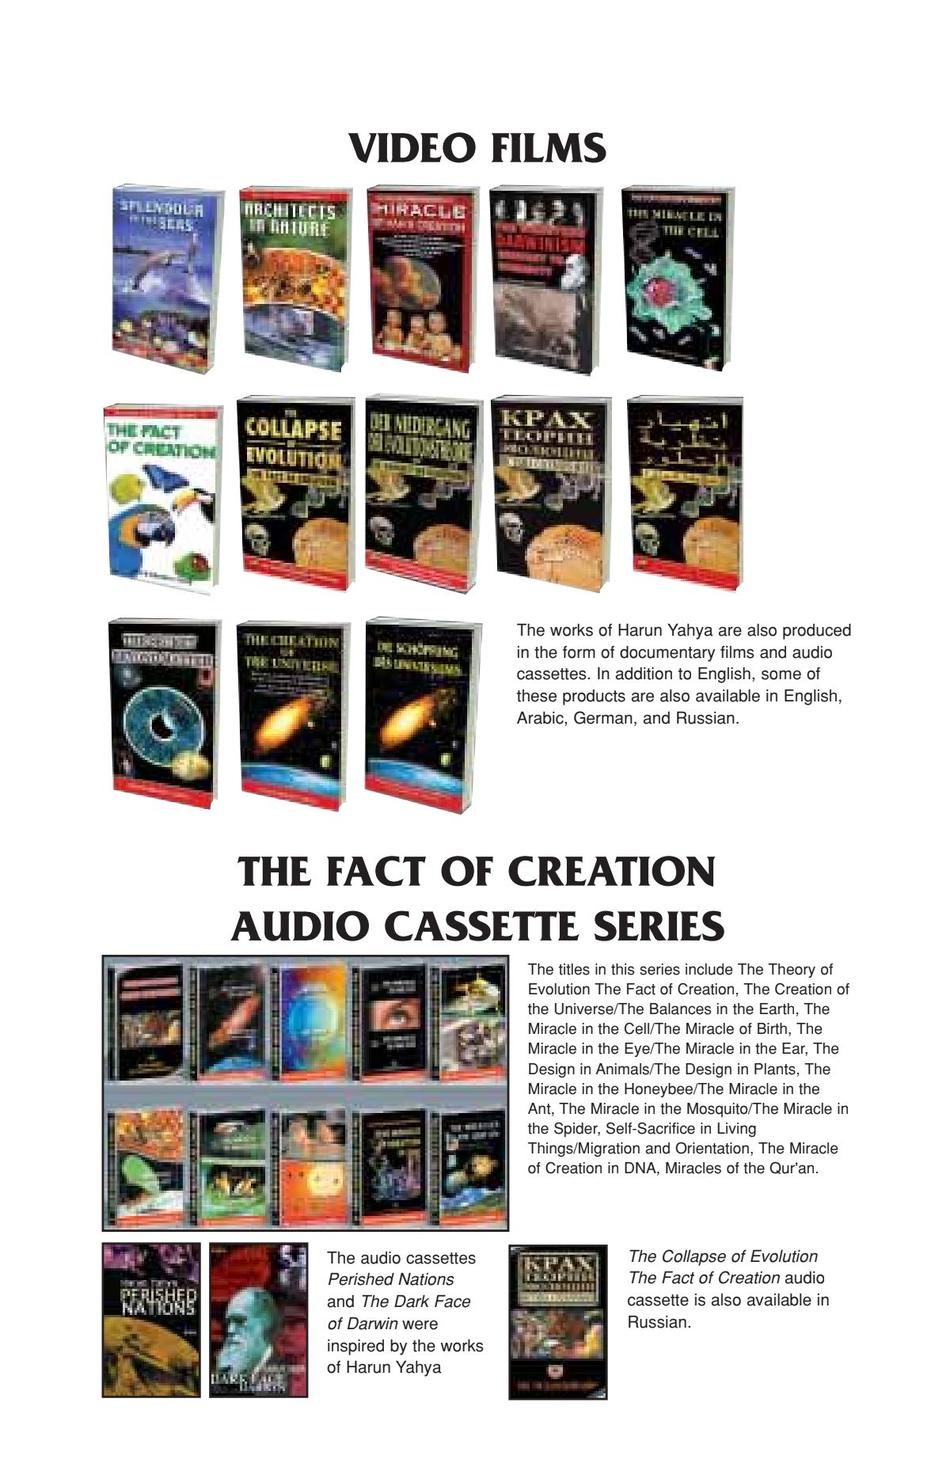 VIDEO FILMS
SPLENDOUR
IN THE SEAS
ARCHITECTS
IN NATURE
MIRACLE
DARWINISM
THE MIRACLE IN
THE CELL
THE FACT
OF CREATION
THE
COLLAPSE
OF
EVOLUTION
DER NIEDERGANG
DER EVOLUTIONSTHEORIE
КРАХ
ТЕОРИИ
ЭВОЛЮЦИИ
انهيار
نظرية
التطور
THE CREATION
OF
THE UNIVERSE
DIE SCHÖPFUNG
DES UNIVERSUMS
The works of Harun Yahya are also produced
in the form of documentary films and audio
cassettes. In addition to English, some of
these products are also available in English,
Arabic, German, and Russian.
THE FACT OF CREATION
AUDIO CASSETTE SERIES
The titles in this series include The Theory of
Evolution The Fact of Creation, The Creation of
the Universe/The Balances in the Earth, The
Miracle in the Cell/The Miracle of Birth, The
Miracle in the Eye/The Miracle in the Ear, The
Design in Animals/The Design in Plants, The
Miracle in the Honeybee/The Miracle in the
Ant, The Miracle in the Mosquito/The Miracle in
the Spider, Self-Sacrifice in Living
Things/Migration and Orientation, The Miracle
of Creation in DNA, Miracles of the Qur'an.
PERISHED
NATIONS
DARK FACE
DARWIN
The audio cassettes
Perished Nations
and The Dark Face
of Darwin were
inspired by the works
of Harun Yahya
КРАХ
ТЕОРИИ
The Collapse of Evolution
The Fact of Creation audio
cassette is also available in
Russian.